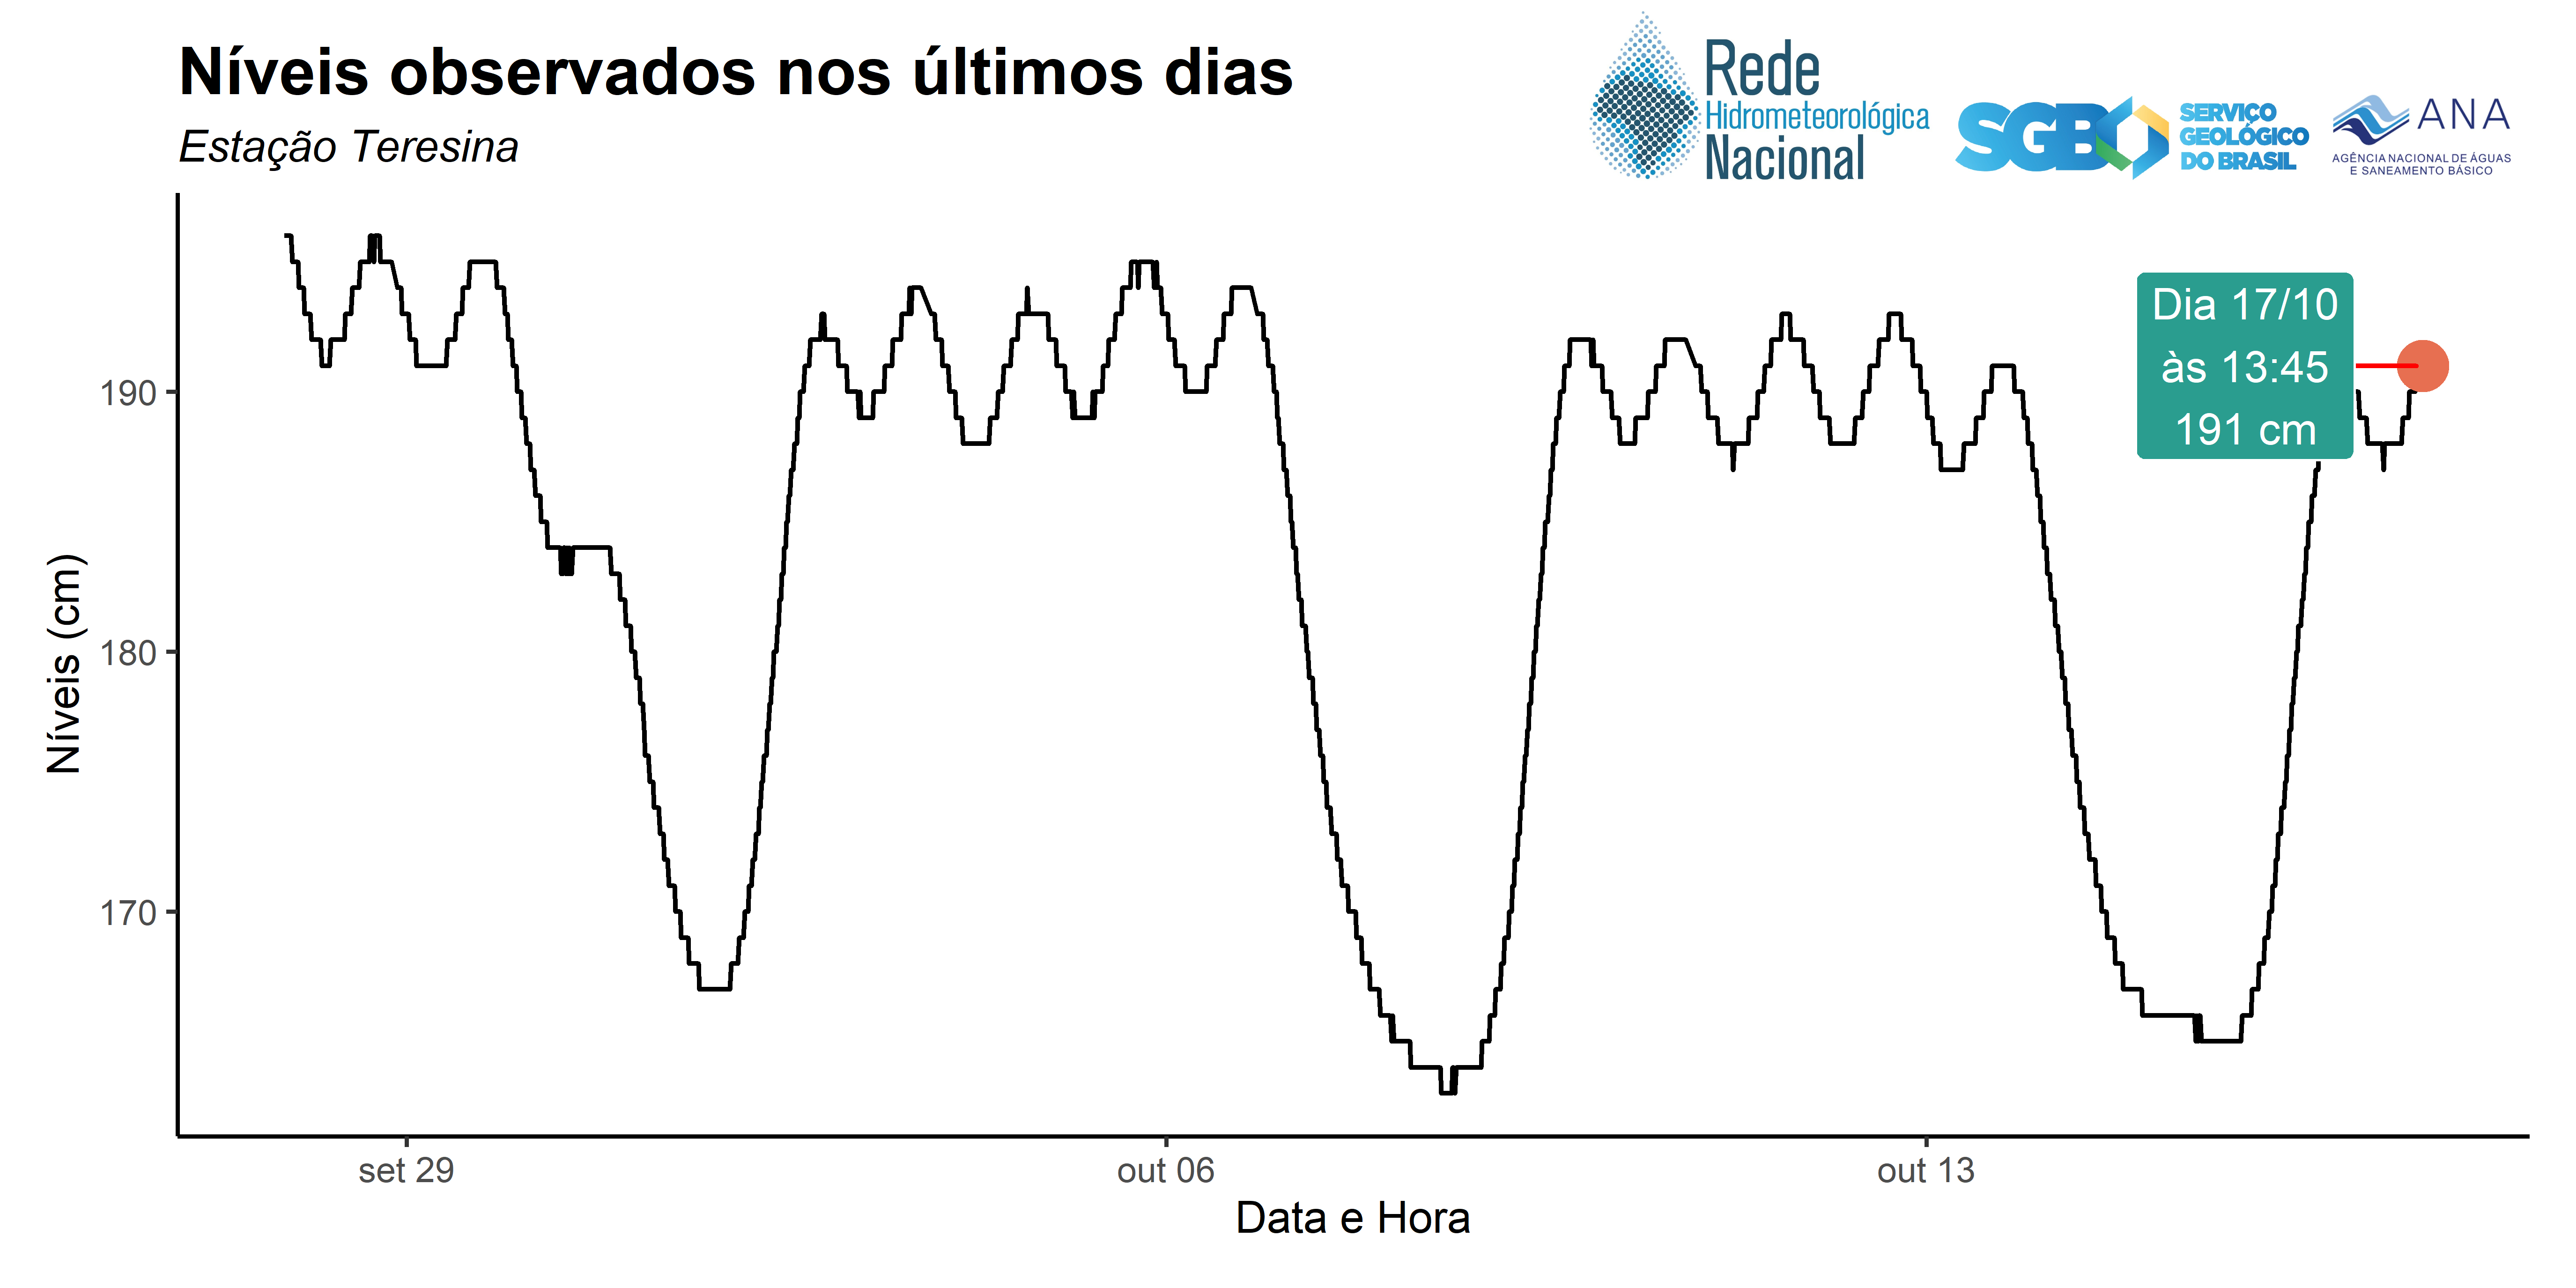 Níveis observados nos últimos dias
Estação Teresina
Rede
Hidrometeorológica
Nacional
SGB
SERVIÇO
GEOLÓGICO
DO BRASIL
ANA
AGÊNCIA NACIONAL DE ÁGUAS
E SANEAMENTO BÁSICO
Níveis (cm)
190
180
170
Dia 17/10
às 13:45
191 cm
set 29
out 06
out 13
Data e Hora